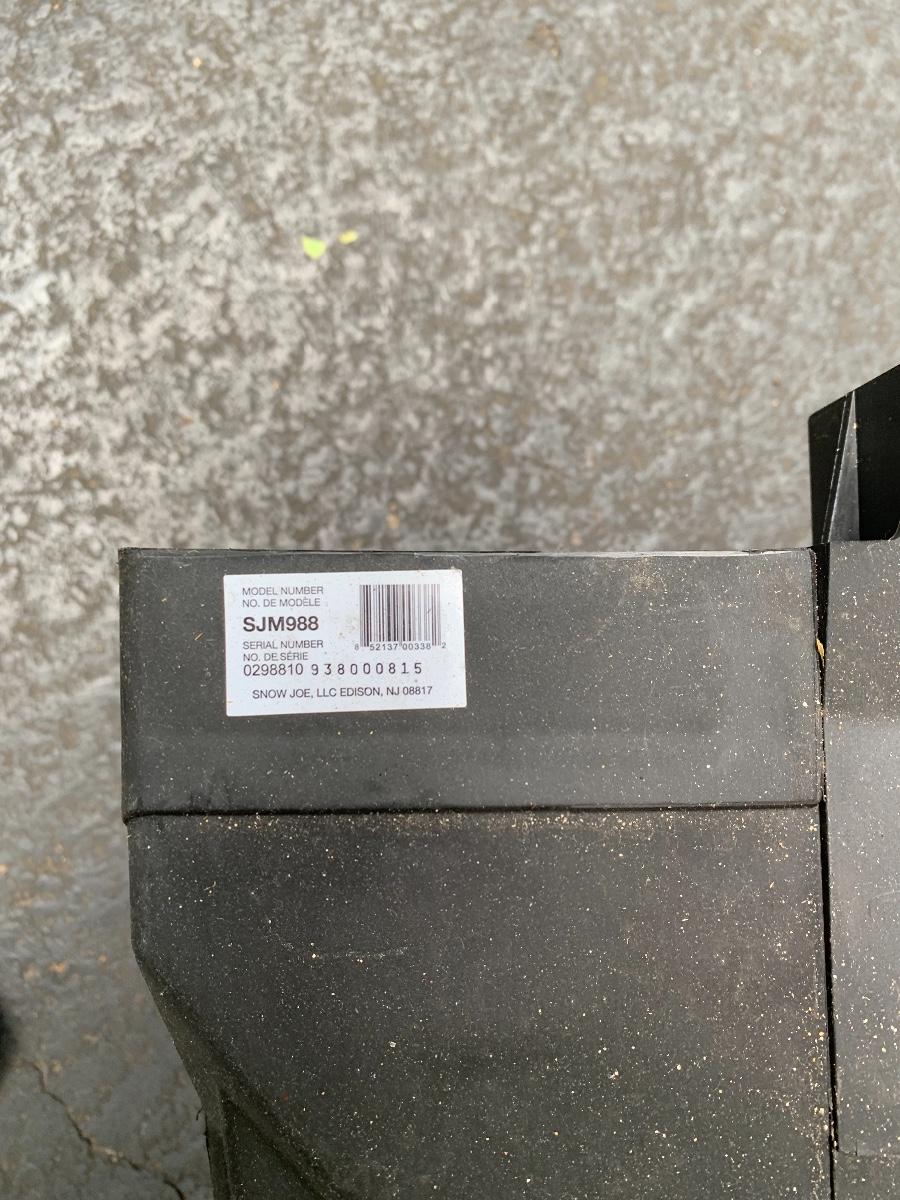 MODEL NUMBER
NO. DE MODÈLE
SJM988
SERIAL NUMBER
NO. DE SÉRIE
0298810 938000815
8 52137 00338 2
SNOW JOE, LLC EDISON, NJ 08817